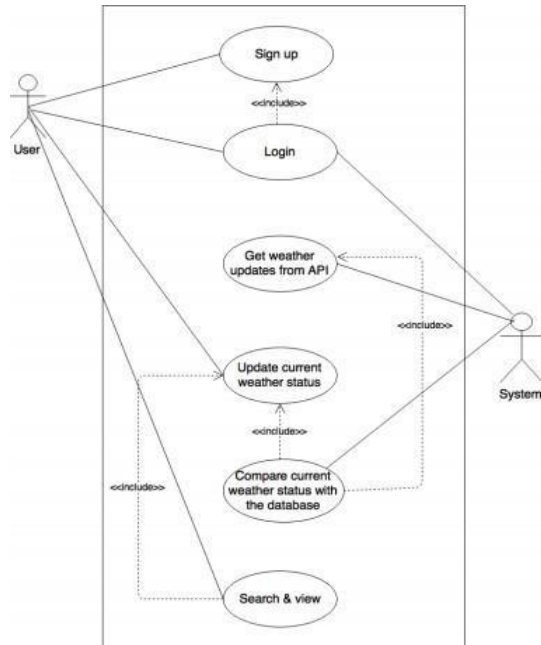 Sign up
<<include>>
User
Login
Get weather
updates from API
<<include>>
Update current
weather status
System
<<include>>
Compare current
weather status with
the database
<<include>>
Search & view